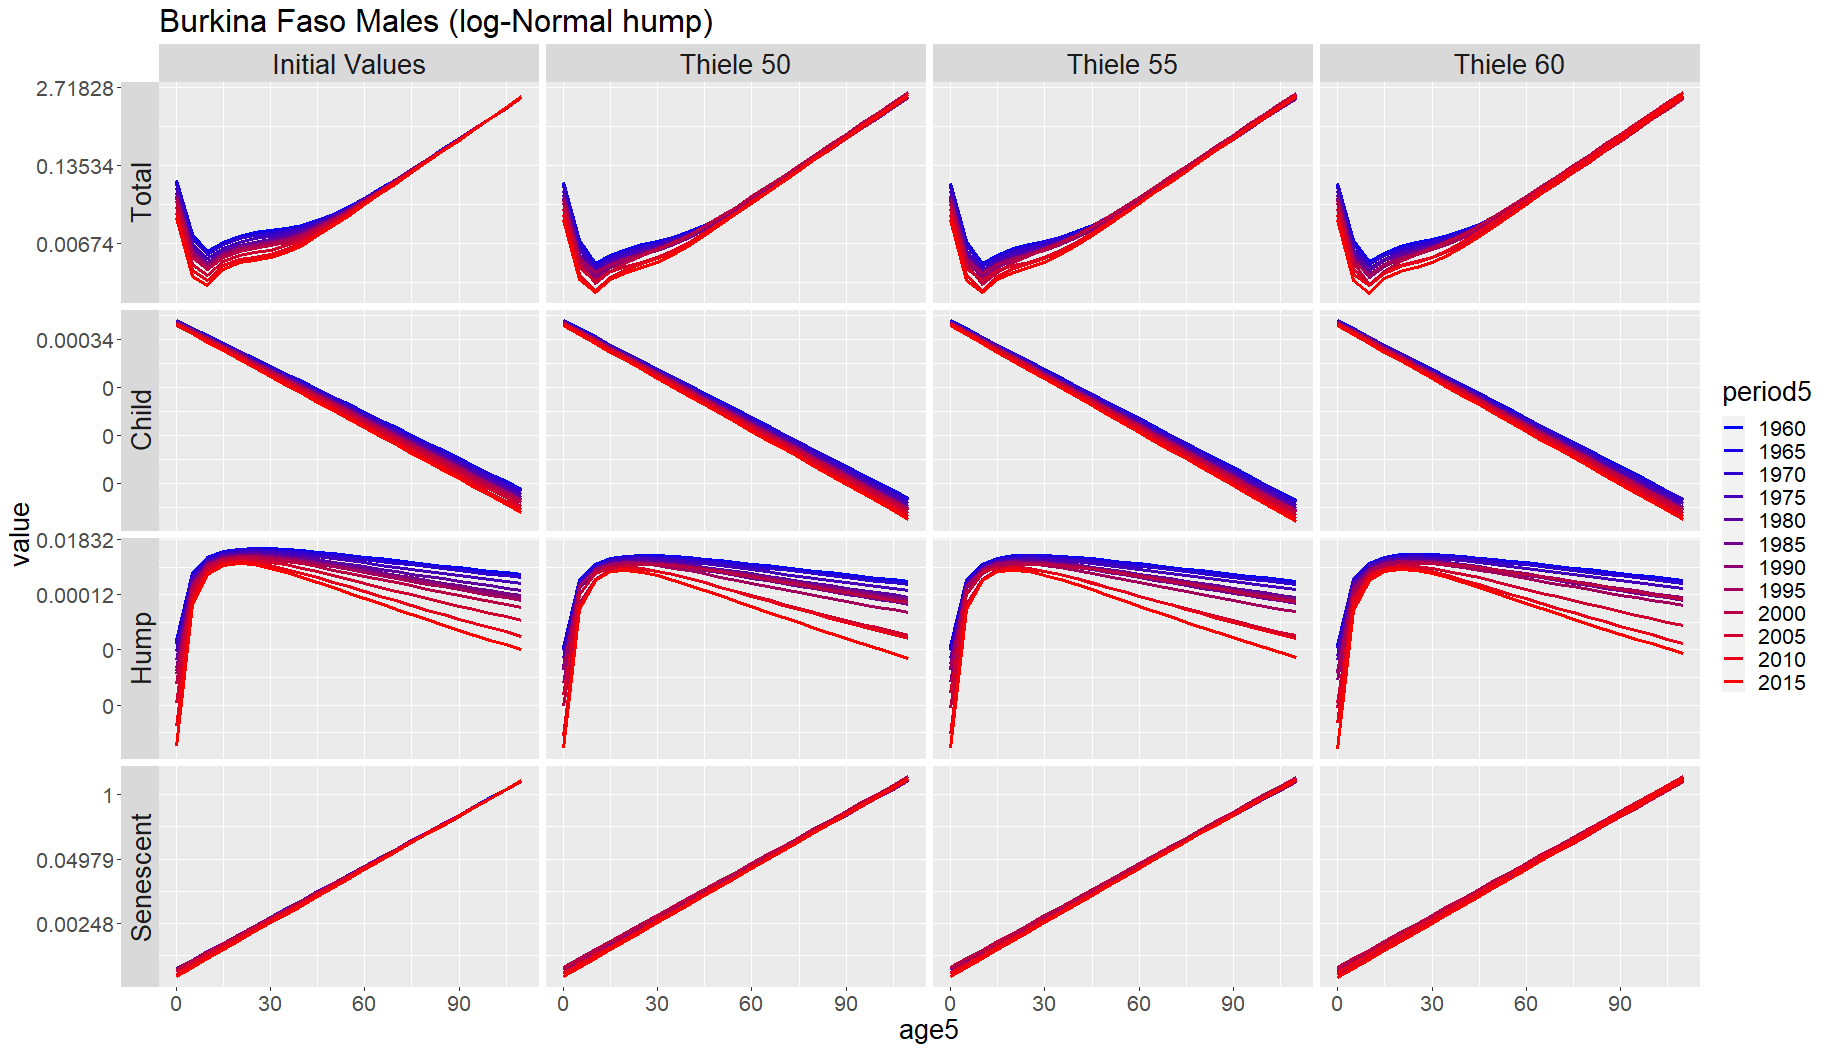 Burkina Faso Males (log-Normal hump)
Initial Values
Thiele 50
Thiele 55
Thiele 60
value
Total
2.71828
0.13534
0.00674
Child
0.00034
0
0
0
Hump
0.01832
0.00012
0
0
Senescent
1
0.04979
0.00248
0 30 60 90
0 30 60 90
0 30 60 90
0 30 60 90
age5
period5
1960
1965
1970
1975
1980
1985
1990
1995
2000
2005
2010
2015